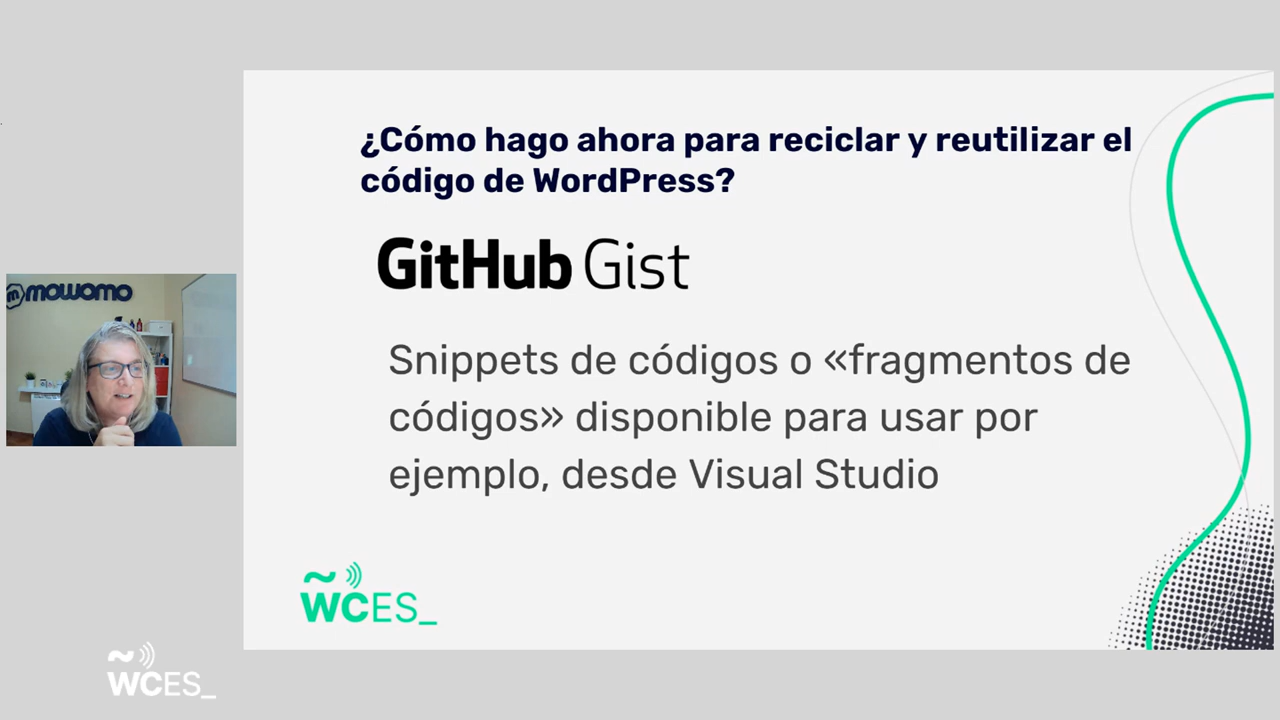 ¿Cómo hago ahora para reciclar y reutilizar el
código de WordPress?
GitHub Gist
Snippets de códigos o «fragmentos de
códigos» disponible para usar por
ejemplo, desde Visual Studio
mowomo
WCES_
WCES_